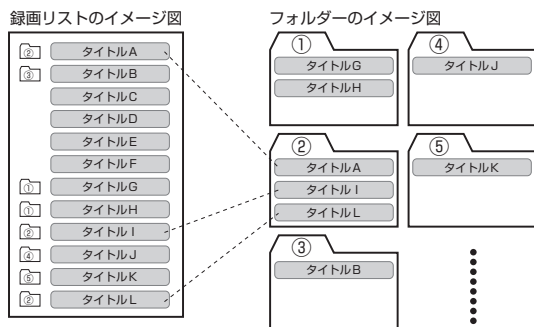 録画リストのイメージ図
② タイトルA
③ タイトルB
タイトルC
タイトルD
タイトルE
タイトルF
① タイトルG
① タイトルH
② タイトルI
④ タイトルJ
⑤ タイトルK
② タイトルL
フォルダーのイメージ図
①
タイトルG
タイトルH
④
タイトルJ
②
タイトルA
タイトルI
タイトルL
⑤
タイトルK
③
タイトルB